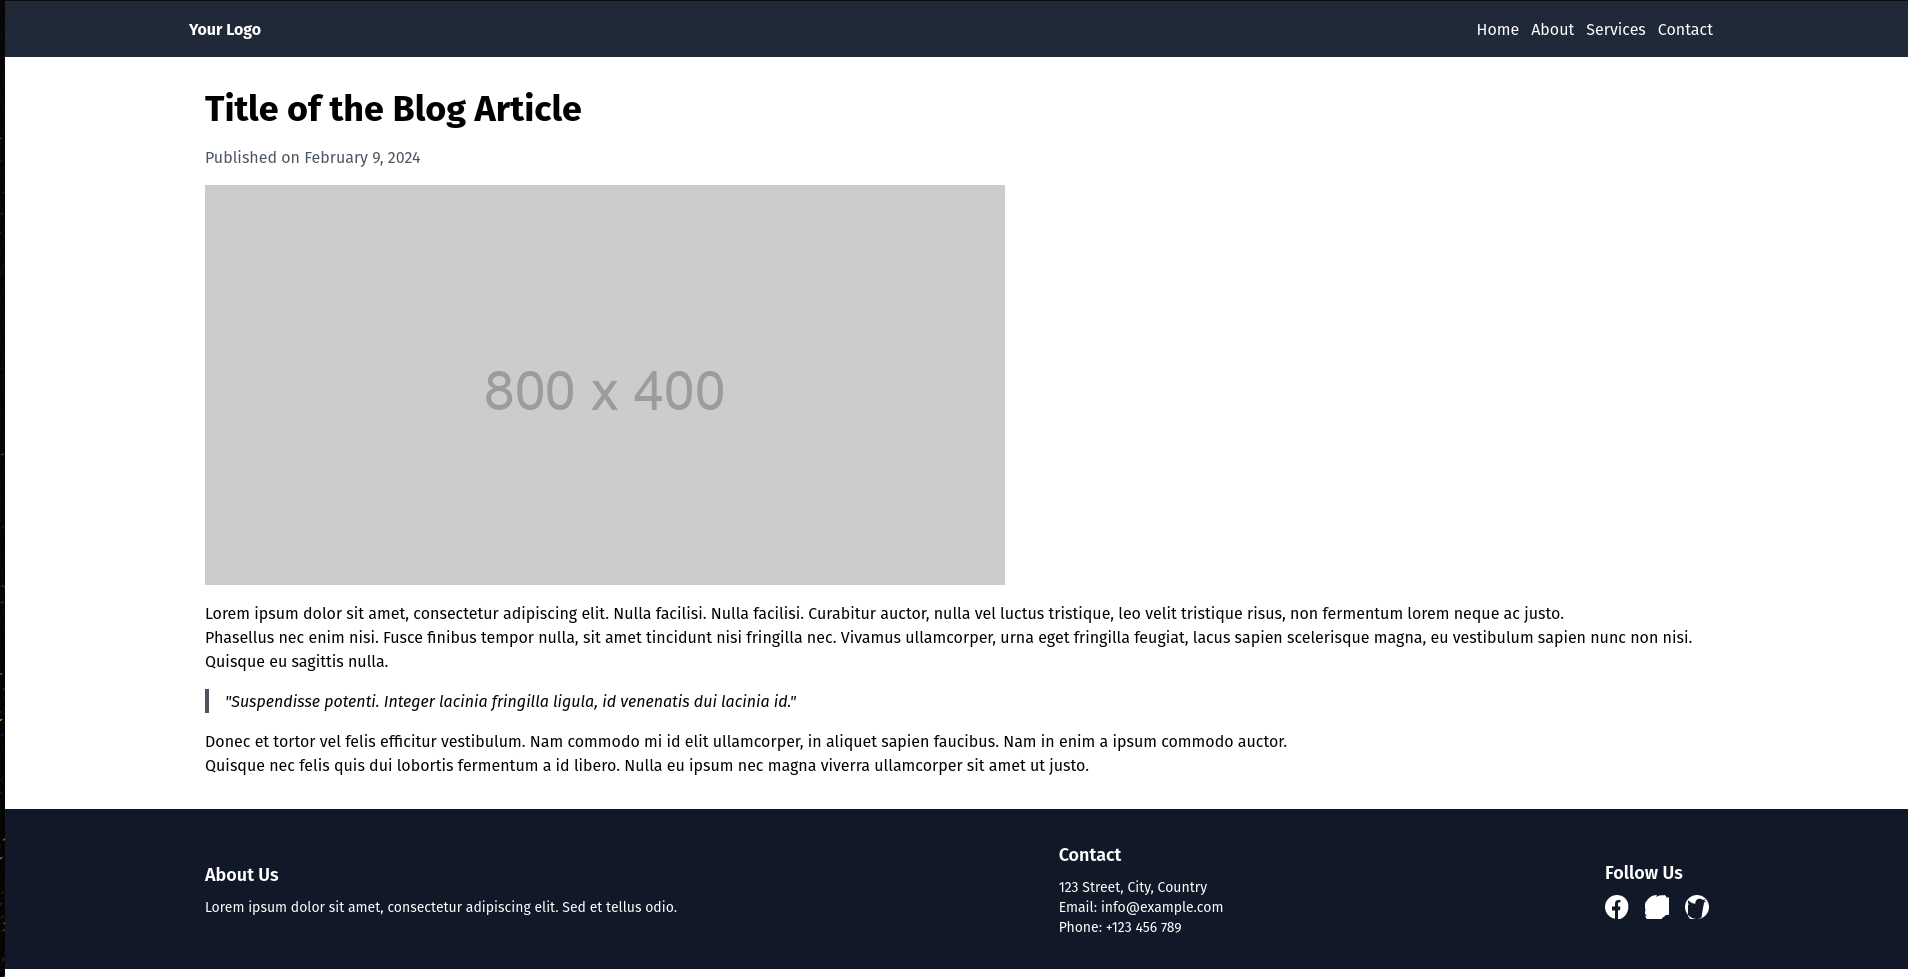 Your Logo
Home About Services Contact
Title of the Blog Article
Published on February 9, 2024
800 x 400
Lorem ipsum dolor sit amet, consectetur adipiscing elit. Nulla facilisi. Nulla facilisi. Curabitur auctor, nulla vel luctus tristique, leo velit tristique risus, non fermentum lorem neque ac justo.
Phasellus nec enim nisi. Fusce finibus tempor nulla, sit amet tincidunt nisi fringilla nec. Vivamus ullamcorper, urna eget fringilla feugiat, lacus sapien scelerisque magna, eu vestibulum sapien nunc non nisi.
Quisque eu sagittis nulla.
"Suspendisse potenti. Integer lacinia fringilla ligula, id venenatis dui lacinia id."
Donec et tortor vel felis efficitur vestibulum. Nam commodo mi id elit ullamcorper, in aliquet sapien faucibus. Nam in enim a ipsum commodo auctor.
Quisque nec felis quis dui lobortis fermentum a id libero. Nulla eu ipsum nec magna viverra ullamcorper sit amet ut justo.
About Us
Lorem ipsum dolor sit amet, consectetur adipiscing elit. Sed et tellus odio.
Contact
123 Street, City, Country
Email: info@example.com
Phone: +123 456 789
Follow Us